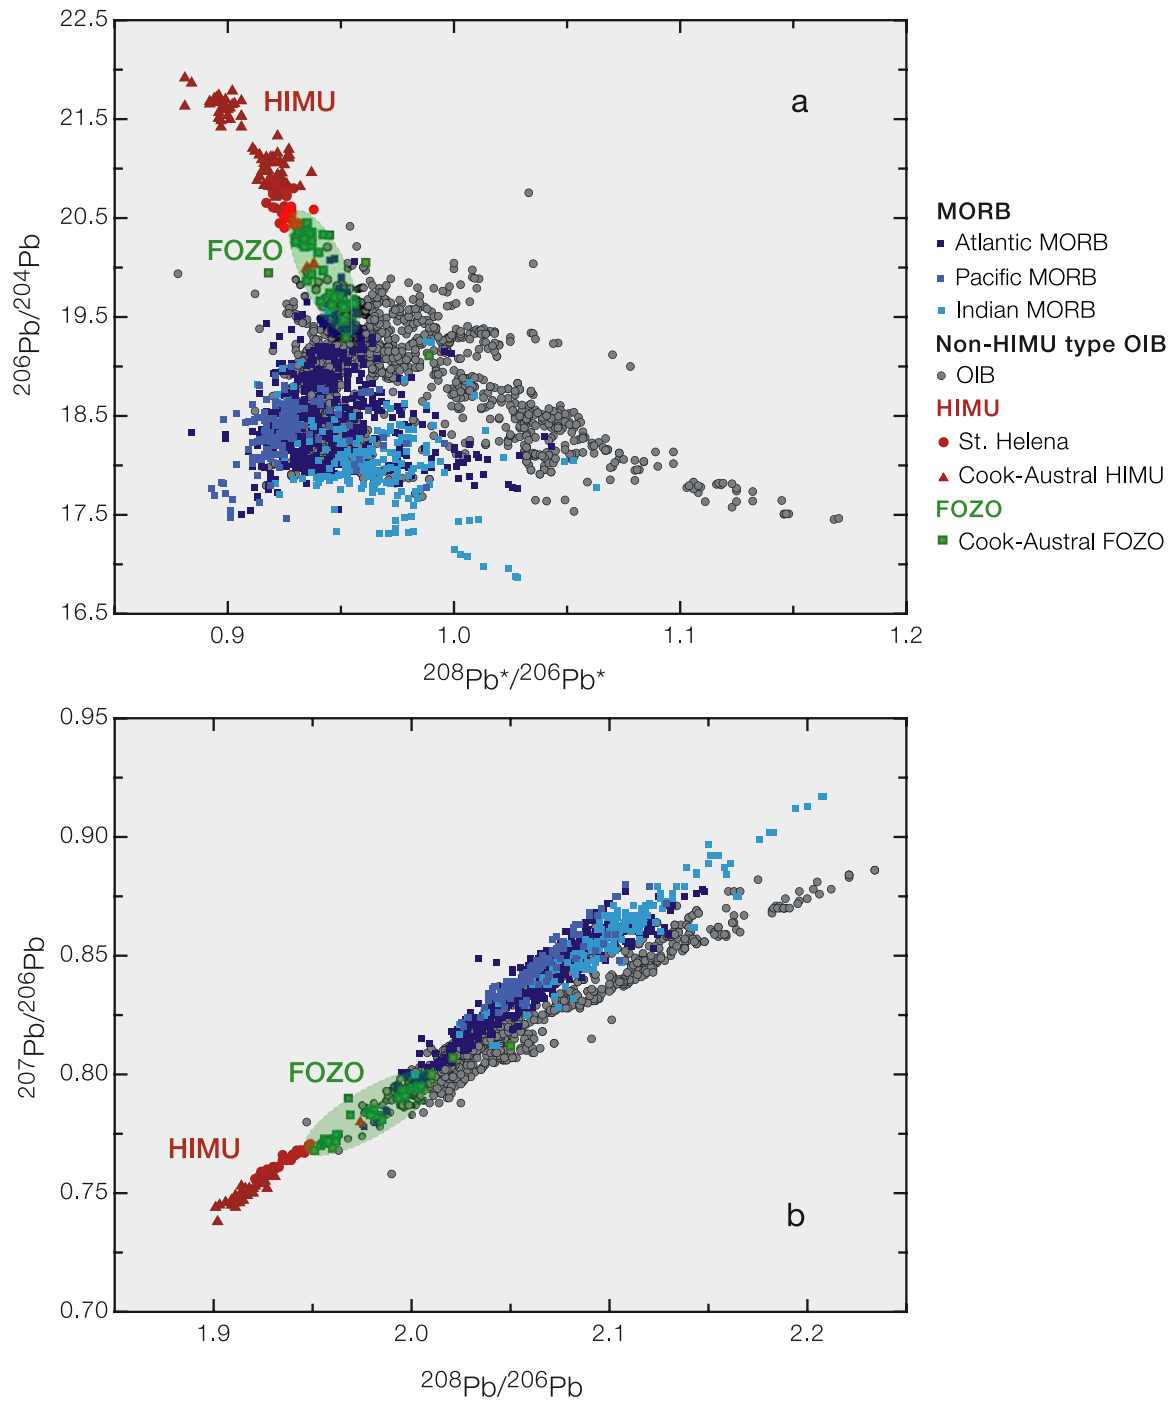 22.5
21.5
20.5
19.5
18.5
17.5
16.5
206Pb/204Pb
a
HIMU
FOZO
0.9
1.0
1.1
1.2
208Pb*/206Pb*
MORB
Atlantic MORB
Pacific MORB
Indian MORB
Non-HIMU type OIB
OIB
HIMU
St. Helena
Cook-Austral HIMU
FOZO
Cook-Austral FOZO
0.95
0.90
0.85
0.80
0.75
0.70
207Pb/206Pb
FOZO
HIMU
b
1.9
2.0
2.1
2.2
208Pb/206Pb